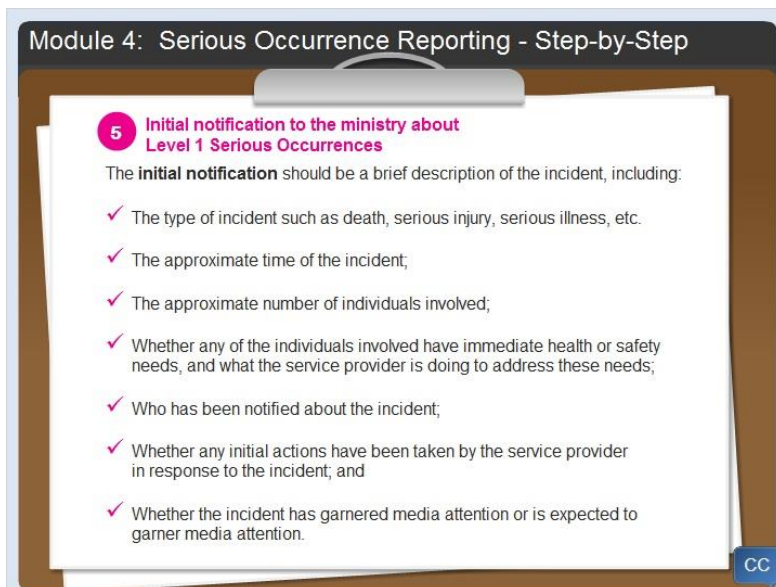 Module 4: Serious Occurrence Reporting - Step-by-Step
5
Initial notification to the ministry about
Level 1 Serious Occurrences
The initial notification should be a brief description of the incident, including:
The type of incident such as death, serious injury, serious illness, etc.
The approximate time of the incident;
The approximate number of individuals involved;
Whether any of the individuals involved have immediate health or safety
needs, and what the service provider is doing to address these needs;
Who has been notified about the incident;
Whether any initial actions have been taken by the service provider
in response to the incident; and
Whether the incident has garnered media attention or is expected to
garner media attention.
CC